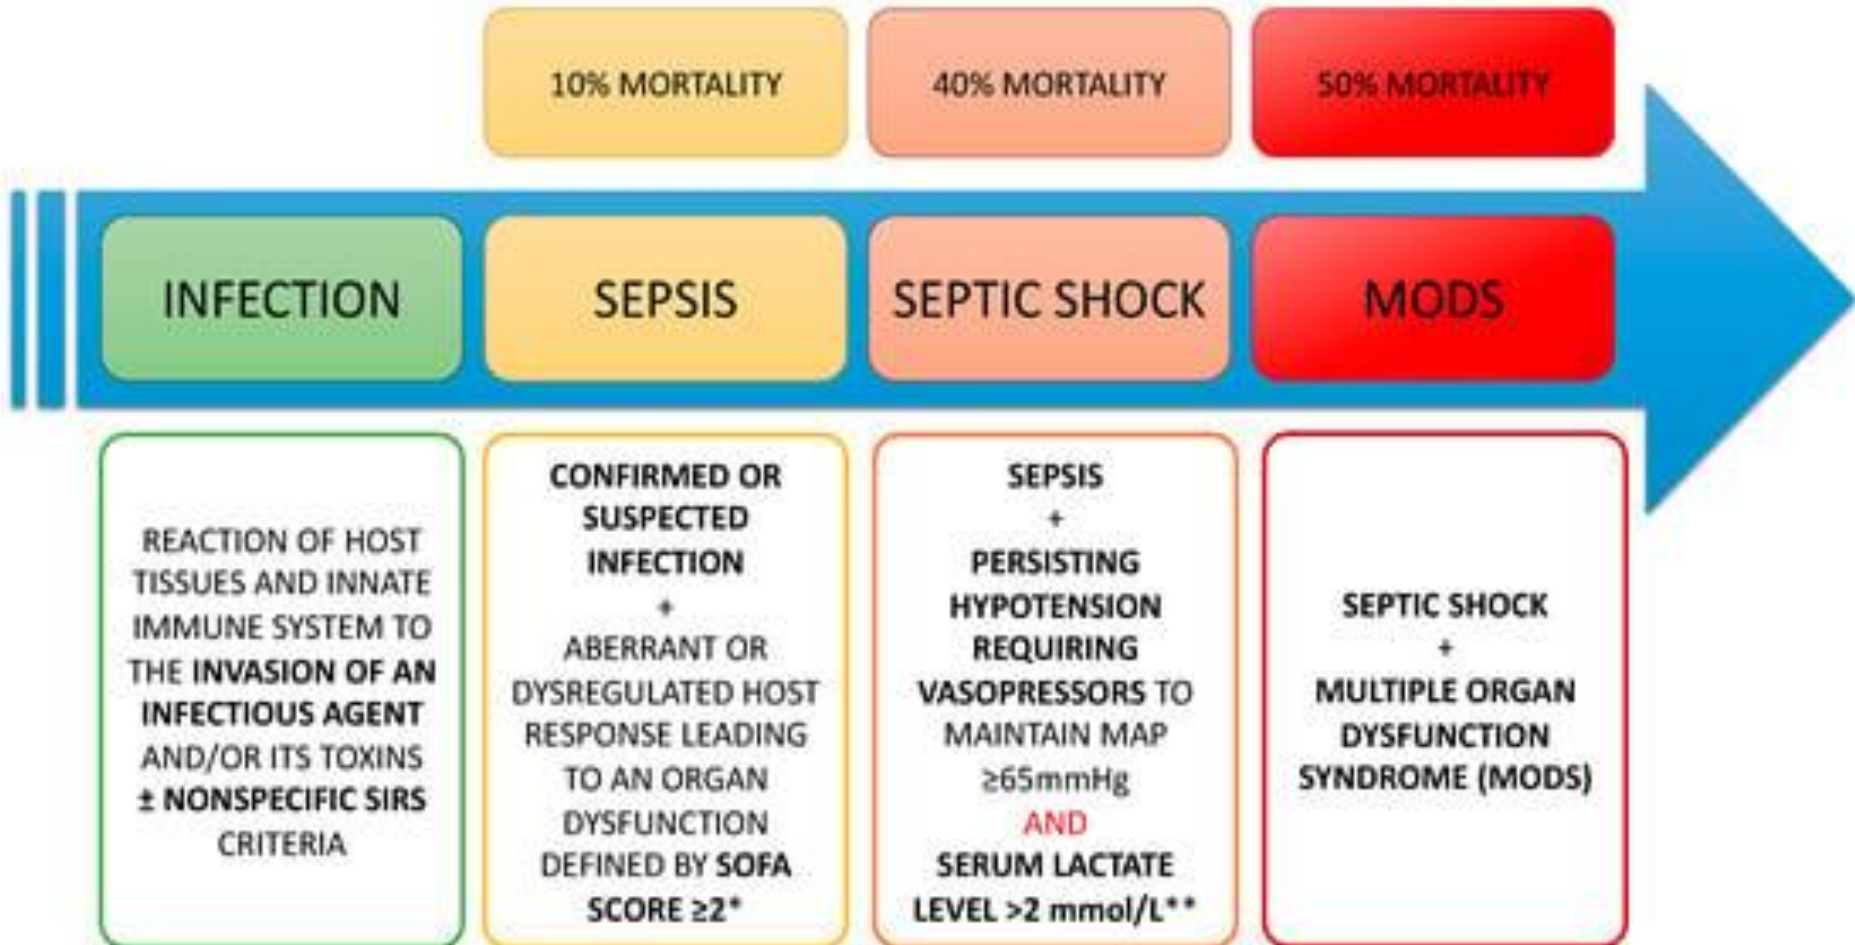 10% MORTALITY
40% MORTALITY
50% MORTALITY
INFECTION
SEPSIS
SEPTIC SHOCK
MODS
REACTION OF HOST
TISSUES AND INNATE
IMMUNE SYSTEM TO
THE INVASION OF AN
INFECTIOUS AGENT
AND/OR ITS TOXINS
± NONSPECIFIC SIRS
CRITERIA
CONFIRMED OR
SUSPECTED
INFECTION
+
ABERRANT OR
DYSREGULATED HOST
RESPONSE LEADING
TO AN ORGAN
DYSFUNCTION
DEFINED BY SOFA
SCORE ≥2*
SEPSIS
+
PERSISTING
HYPOTENSION
REQUIRING
VASOPRESSORS TO
MAINTAIN MAP
≥65mmHg
AND
SERUM LACTATE
LEVEL >2 mmol/L**
SEPTIC SHOCK
+
MULTIPLE ORGAN
DYSFUNCTION
SYNDROME (MODS)